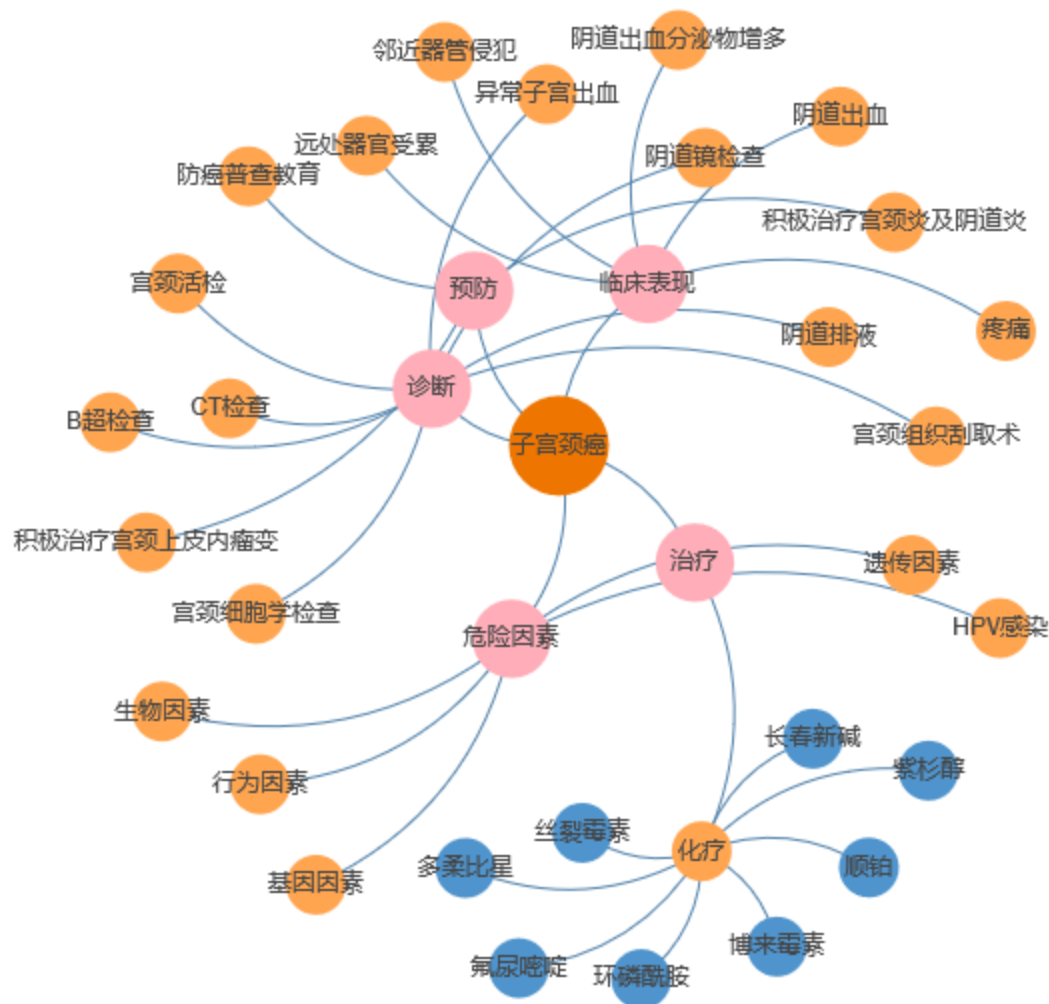 邻近器管侵犯
阴道出血分泌物增多
异常子宫出血
阴道出血
远处器官受累
阴道镜检查
防癌普查教育
积极治疗宫颈炎及阴道炎
宫颈活检
预防
临床表现
疼痛
阴道排液
诊断
CT检查
B超检查
子宫颈癌
宫颈组织刮取术
积极治疗宫颈上皮内瘤变
治疗
遗传因素
宫颈细胞学检查
HPV感染
危险因素
生物因素
长春新碱
紫杉醇
行为因素
丝裂霉素
化疗
多柔比星
顺铂
基因因素
博来霉素
氟尿嘧啶
环磷酰胺